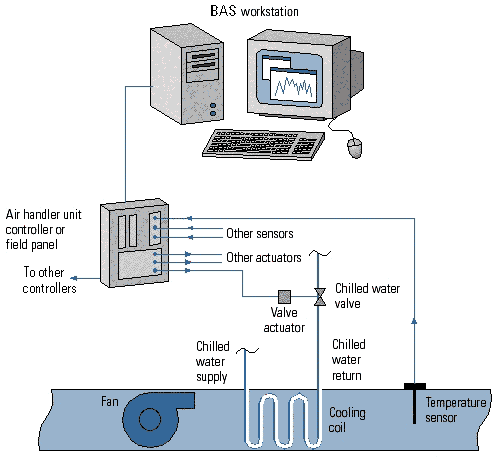 BAS workstation
Air handler unit
controller or
field panel
Other sensors
Other actuators
To other
controllers
Chilled water
valve
Valve
actuator
Chilled
water
supply
Chilled
water
return
Fan
Cooling
coil
Temperature
sensor